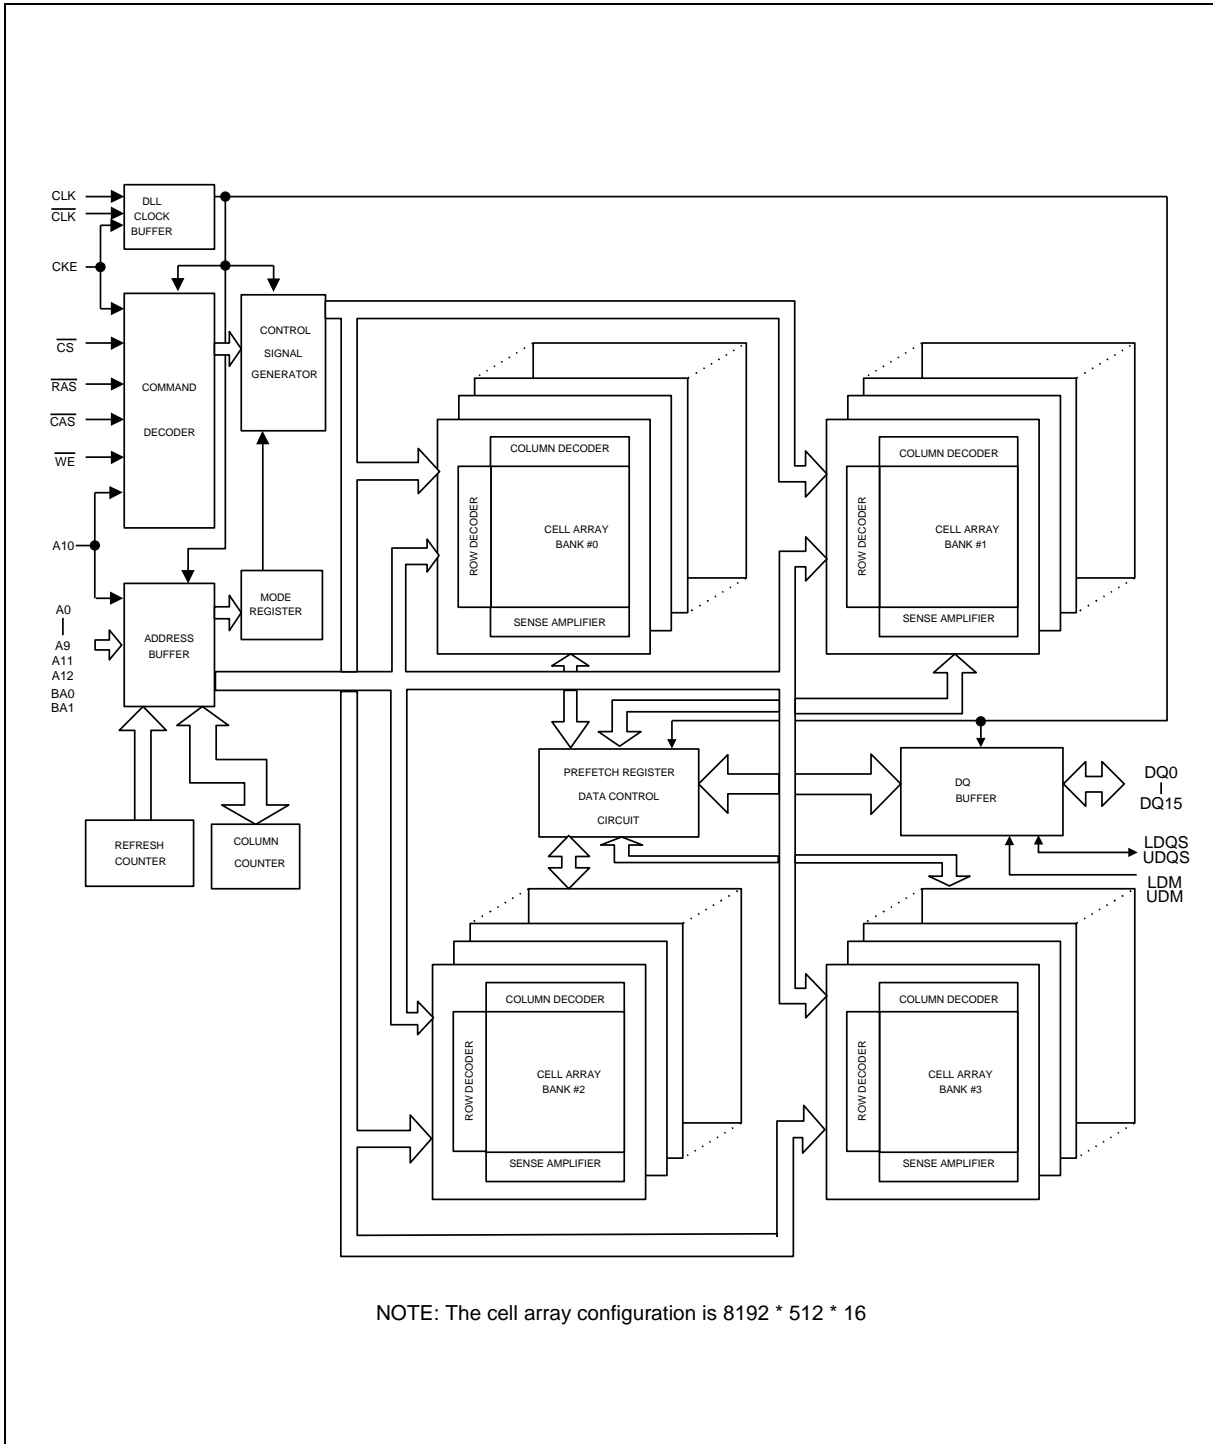 CLK
CLK
CKE
CS
RAS
CAS
WE
A10
A0
A9
A11
A12
BA0
BA1
DLL
CLOCK
BUFFER
COMMAND
DECODER
CONTROL
SIGNAL
GENERATOR
MODE
REGISTER
ADDRESS
BUFFER
REFRESH
COUNTER
COLUMN
COUNTER
COLUMN DECODER
ROW DECODER
CELL ARRAY
BANK #0
SENSE AMPLIFIER
COLUMN DECODER
ROW DECODER
CELL ARRAY
BANK #1
SENSE AMPLIFIER
PREFETCH REGISTER
DATA CONTROL
CIRCUIT
DQ
BUFFER
DQ0
DQ15
LDQS
UDQS
LDM
UDM
COLUMN DECODER
ROW DECODER
CELL ARRAY
BANK #2
SENSE AMPLIFIER
COLUMN DECODER
ROW DECODER
CELL ARRAY
BANK #3
SENSE AMPLIFIER
NOTE: The cell array configuration is 8192 * 512 * 16